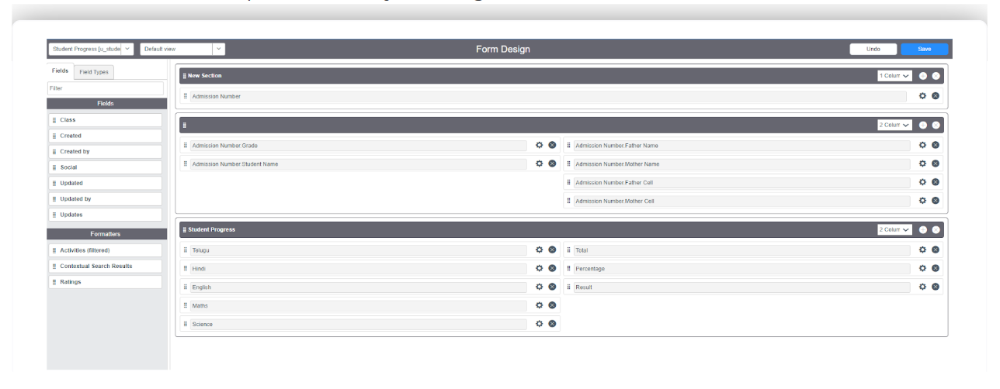 Student Progress [u_stude
Default view
Form Design
Undo
Save
Fields
Field Types
Filter
Fields
Class
Created
Created by
Social
Updated
Updated by
Updates
Formatters
Activities (filtered)
Contextual Search Results
Ratings
New Section
1 Colum
Admission Number
2 Colum
Admission Number.Grade
Admission Number.Father Name
Admission Number.Student Name
Admission Number.Mother Name
Admission Number.Father Cell
Admission Number.Mother Cell
Student Progress
2 Colum
Telugu
Total
Hindi
Percentage
English
Result
Maths
Science